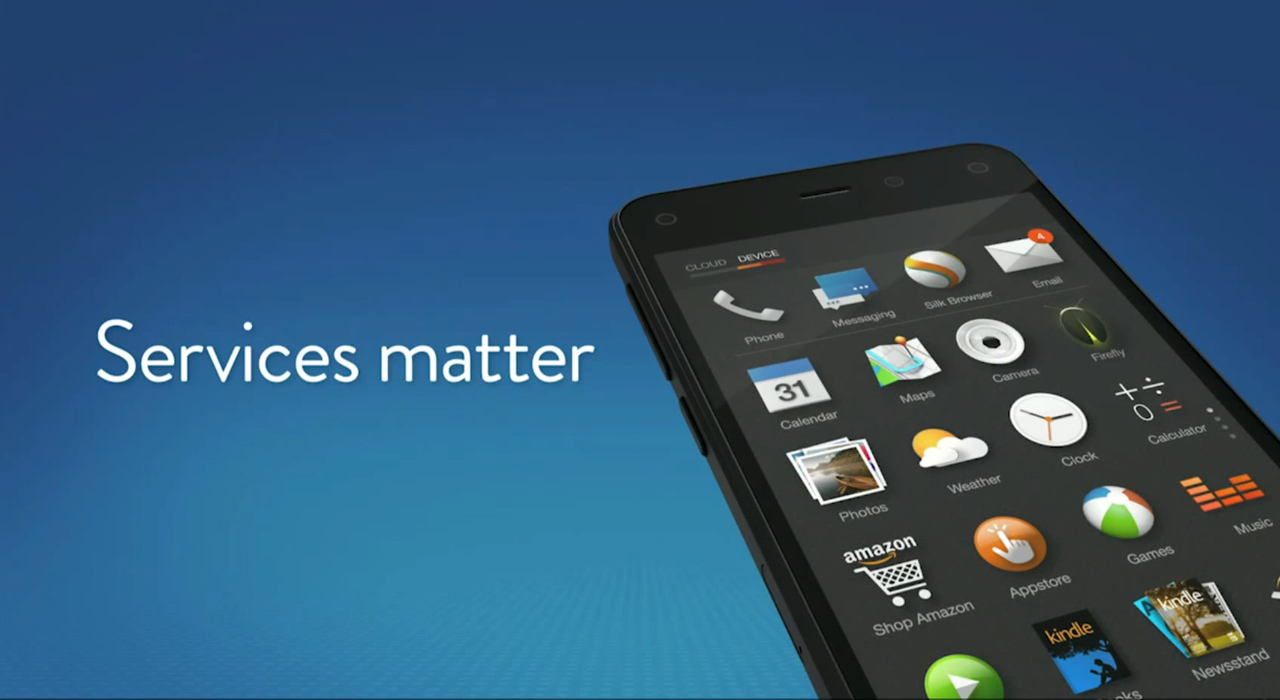 Services matter
CLOUD DEVICE
4
Phone
Messaging
Silk Browser
Email
31
Calendar
Maps
Camera
Firefly
Photos
Weather
Clock
Calculator
amazon
Shop Amazon
Appstore
Games
Music
kindle
kindle
Newsstand